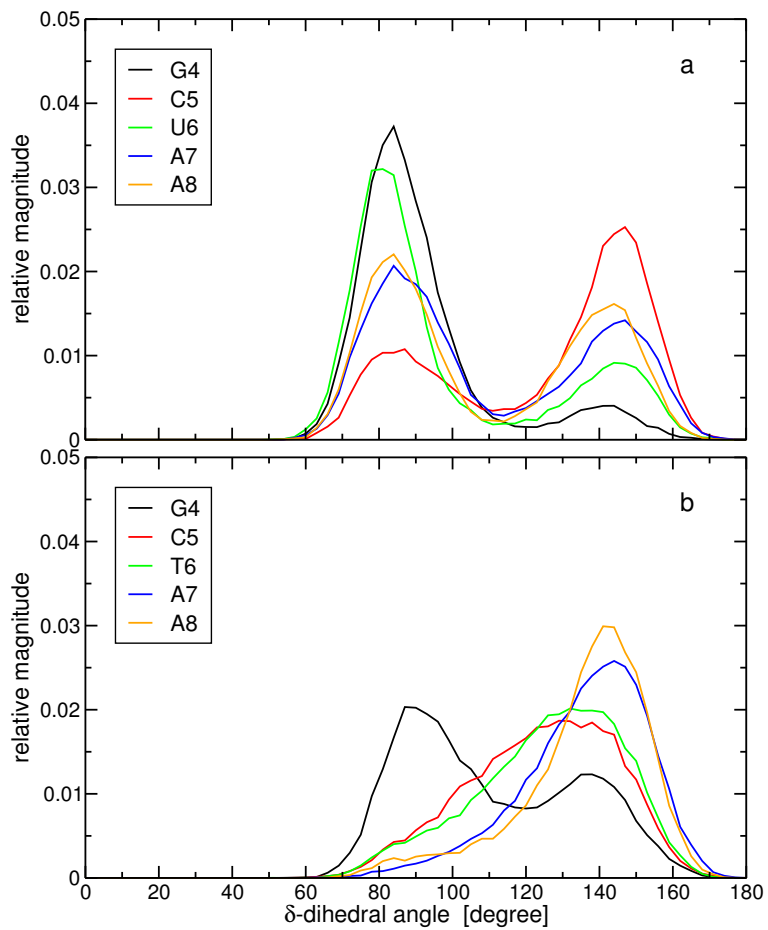 0.05
a
G4
C5
U6
A7
A8
0.04
0.03
0.02
0.01
0
relative magnitude
0.05
b
G4
C5
T6
A7
A8
0.04
0.03
0.02
0.01
0
relative magnitude
0 20 40 60 80 100 120 140 160 180
δ-dihedral angle [degree]